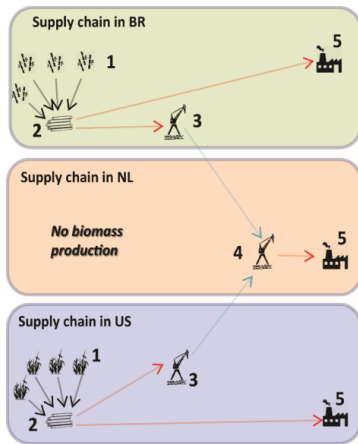 Supply chain in BR
1
5
2
3
Supply chain in NL
No biomass
production
4
5
Supply chain in US
1
3
2
5